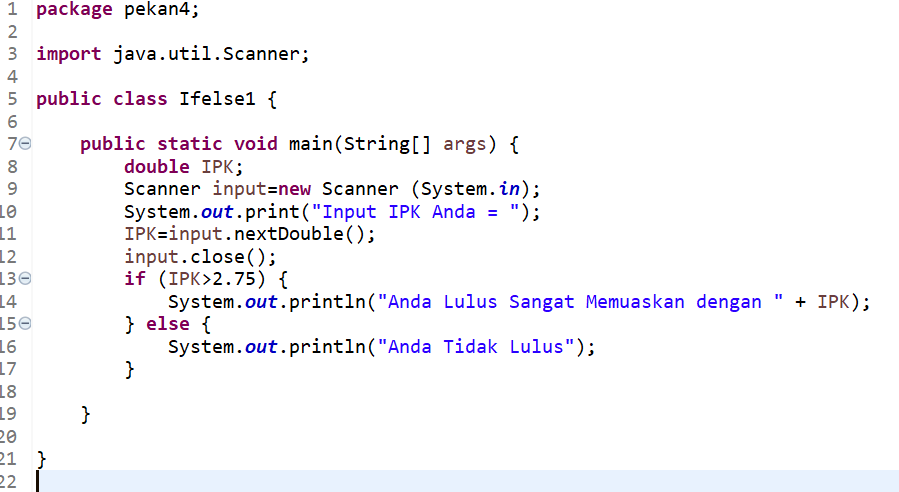 1 package pekan4;
2
3 import java.util.Scanner;
4
5 public class Ifelse1 {
6
7 public static void main(String[] args) {
8 double IPK;
9 Scanner input=new Scanner (System.in);
10 System.out.print("Input IPK Anda = ");
11 IPK=input.nextDouble();
12 input.close();
13 if (IPK>2.75) {
14 System.out.println("Anda Lulus Sangat Memuaskan dengan " + IPK);
15 } else {
16 System.out.println("Anda Tidak Lulus");
17 }
18
19 }
20
21 }
22